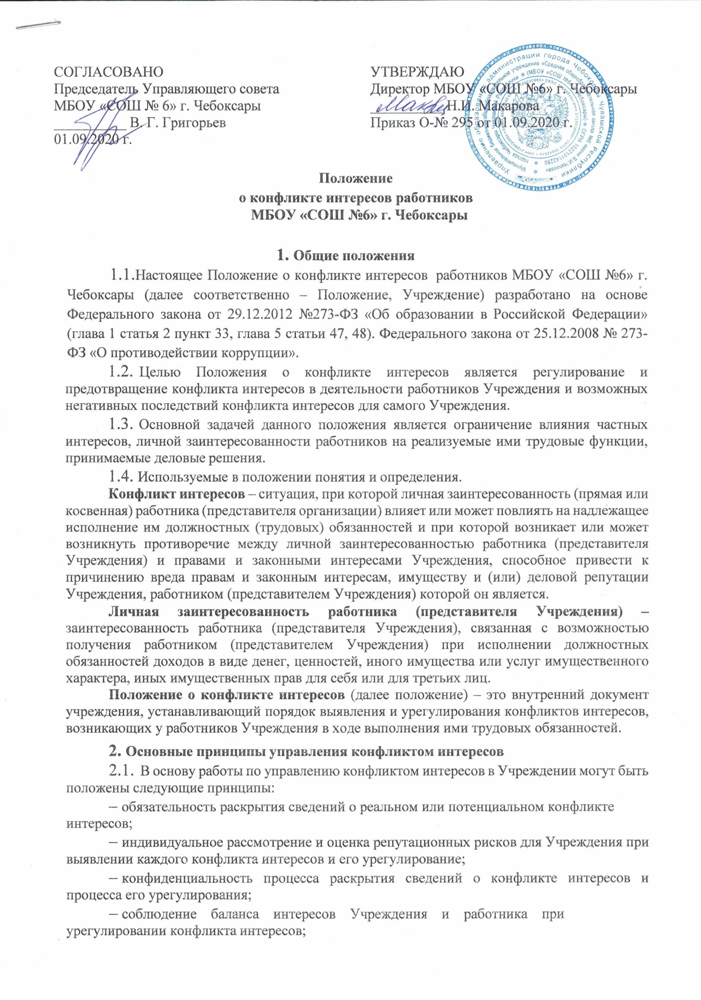 СОГЛАСОВАНО
Председатель Управляющего совета
МБОУ «СОШ № 6» г. Чебоксары
__________ В. Г. Григорьев
01.09.2020 г.
УТВЕРЖДАЮ
Директор МБОУ «СОШ №6» г. Чебоксары
__________ Н.И. Макарова
Приказ О-№ 295 от 01.09.2020 г.
Положение
о конфликте интересов работников
МБОУ «СОШ №6» г. Чебоксары
1. Общие положения
1.1.Настоящее Положение о конфликте интересов работников МБОУ «СОШ №6» г.
Чебоксары (далее соответственно – Положение, Учреждение) разработано на основе
Федерального закона от 29.12.2012 №273-ФЗ «Об образовании в Российской Федерации»
(глава 1 статья 2 пункт 33, глава 5 статьи 47, 48). Федерального закона от 25.12.2008 № 273-
ФЗ «О противодействии коррупции».
1.2. Целью Положения о конфликте интересов является регулирование и
предотвращение конфликта интересов в деятельности работников Учреждения и возможных
негативных последствий конфликта интересов для самого Учреждения.
1.3. Основной задачей данного положения является ограничение влияния частных
интересов, личной заинтересованности работников на реализуемые ими трудовые функции,
принимаемые деловые решения.
1.4. Используемые в положении понятия и определения.
Конфликт интересов – ситуация, при которой личная заинтересованность (прямая или
косвенная) работника (представителя организации) влияет или может повлиять на надлежащее
исполнение им должностных (трудовых) обязанностей и при которой возникает или может
возникнуть противоречие между личной заинтересованностью работника (представителя
Учреждения) и правами и законными интересами Учреждения, способное привести к
причинению вреда правам и законным интересам, имуществу и (или) деловой репутации
Учреждения, работником (представителем Учреждения) которой он является.
Личная заинтересованность работника (представителя Учреждения) –
заинтересованность работника (представителя Учреждения), связанная с возможностью
получения работником (представителем Учреждения) при исполнении должностных
обязанностей доходов в виде денег, ценностей, иного имущества или услуг имущественного
характера, иных имущественных прав для себя или для третьих лиц.
Положение о конфликте интересов (далее положение) – это внутренний документ
учреждения, устанавливающий порядок выявления и урегулирования конфликтов интересов,
возникающих у работников Учреждения в ходе выполнения ими трудовых обязанностей.
2. Основные принципы управления конфликтом интересов
2.1. В основу работы по управлению конфликтом интересов в Учреждении могут быть
положены следующие принципы:
– обязательность раскрытия сведений о реальном или потенциальном конфликте
интересов;
– индивидуальное рассмотрение и оценка репутационных рисков для Учреждения при
выявлении каждого конфликта интересов и его урегулирование;
– конфиденциальность процесса раскрытия сведений о конфликте интересов и
процесса его урегулирования;
– соблюдение баланса интересов Учреждения и работника при
урегулировании конфликта интересов;
Управление образования администрации города Чебоксары Чувашской Республики